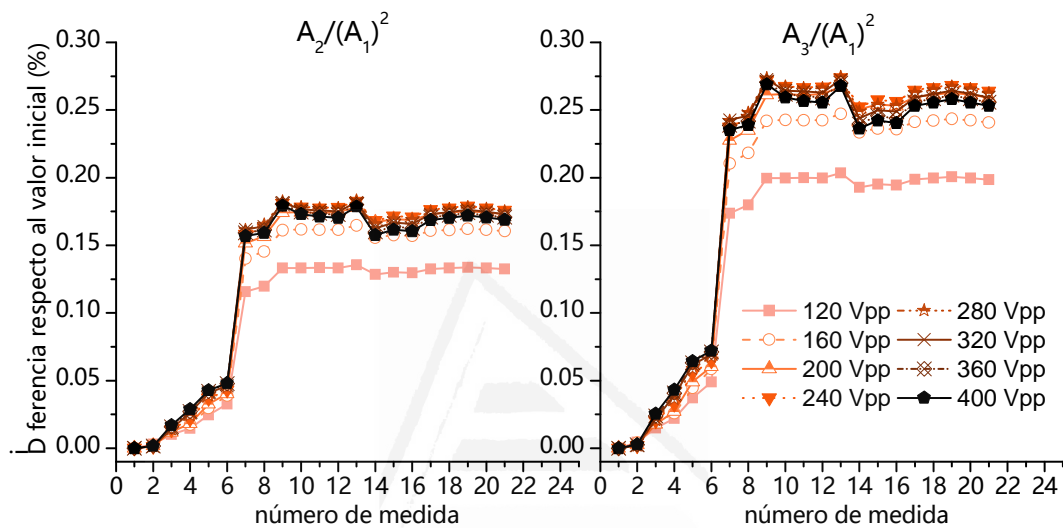 A₂/(A₁)²
A₃/(A₁)²
Diferencia respecto al valor inicial (%)
0.30
0.25
0.20
0.15
0.10
0.05
0.00
0 2 4 6 8 10 12 14 16 18 20 22 24
número de medida
0.30
0.25
0.20
0.15
0.10
0.05
0.00
0 2 4 6 8 10 12 14 16 18 20 22 24
número de medida
120 Vpp
160 Vpp
200 Vpp
240 Vpp
280 Vpp
320 Vpp
360 Vpp
400 Vpp